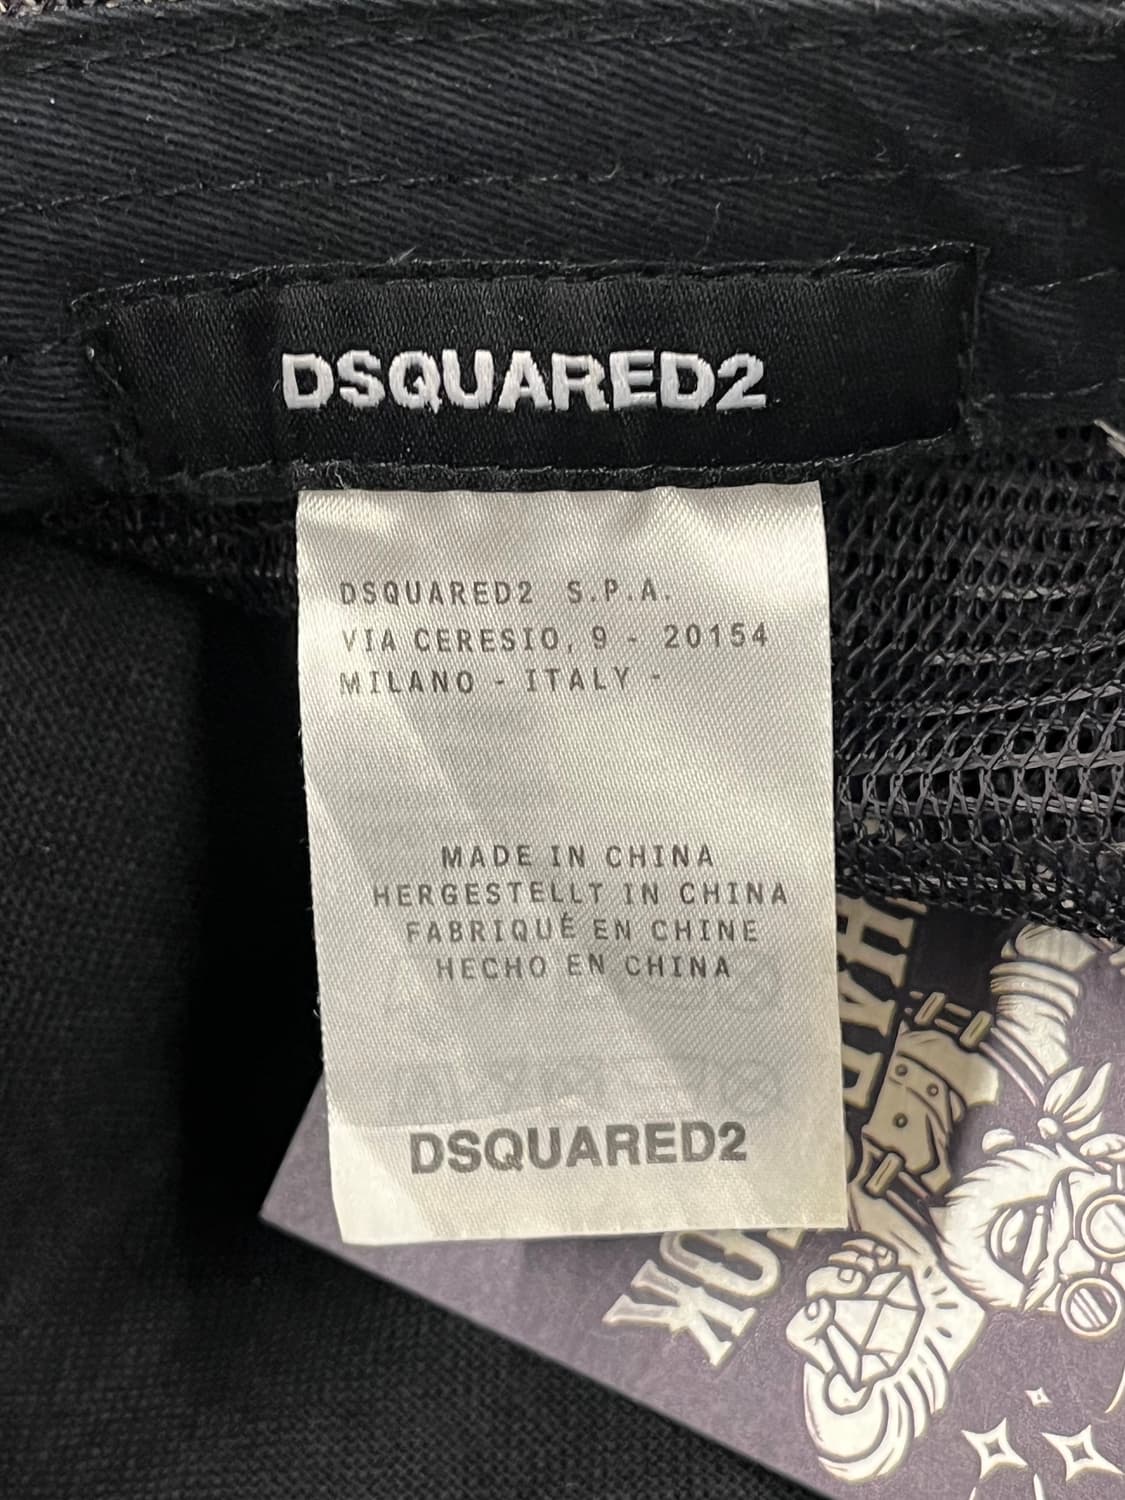 DSQUARED2
DSQUARED2 S.P.A.
VIA CERESIO, 9 - 20154
MILANO - ITALY -
MADE IN CHINA
HERGESTELLT IN CHINA
FABRIQUÉ EN CHINE
HECHO EN CHINA
DSQUARED2